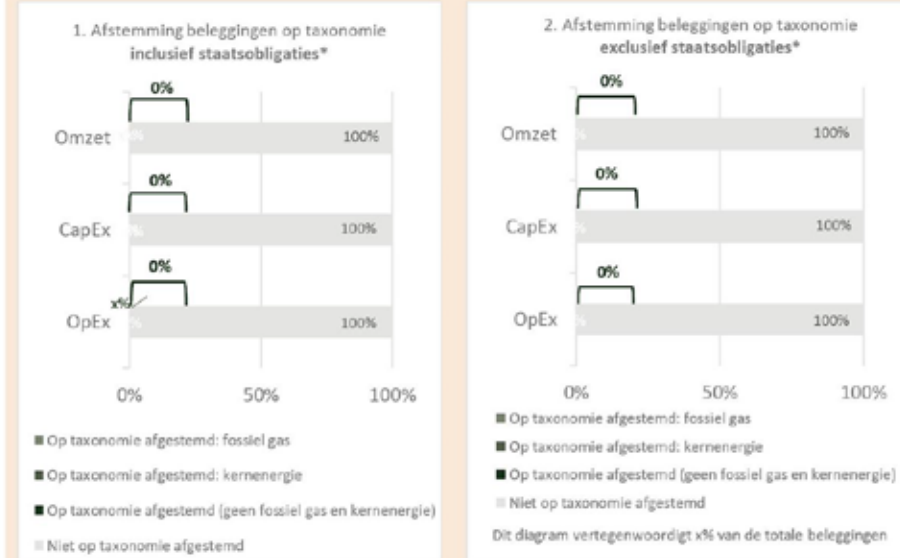 1. Afstemming beleggingen op taxonomie
inclusief staatsobligaties*
0%
Omzet
100%
0%
CapEx
100%
0%
x%
OpEx
100%
0%
50%
100%
Op taxonomie afgestemd: fossiel gas
Op taxonomie afgestemd: kernenergie
Op taxonomie afgestemd (geen fossiel gas en kernenergie)
Niet op taxonomie afgestemd
2. Afstemming beleggingen op taxonomie
exclusief staatsobligaties*
0%
Omzet
100%
0%
CapEx
100%
0%
OpEx
100%
0%
50%
100%
Op taxonomie afgestemd: fossiel gas
Op taxonomie afgestemd: kernenergie
Op taxonomie afgestemd (geen fossiel gas en kernenergie)
Niet op taxonomie afgestemd
Dit diagram vertegenwoordigt x% van de totale beleggingen